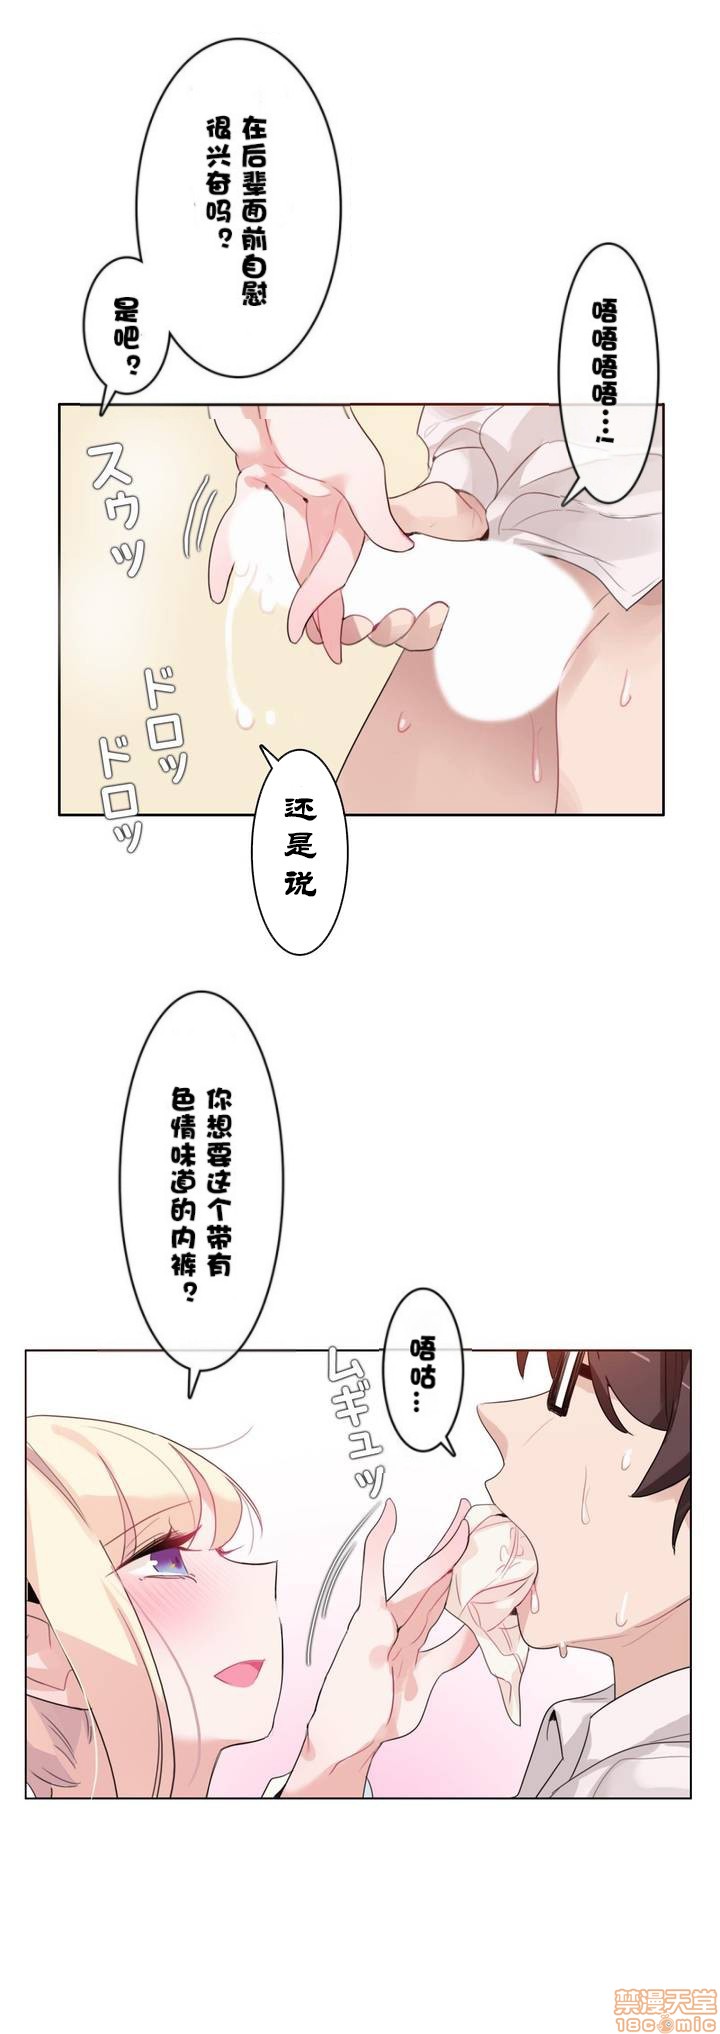 在后辈面前自慰
很兴奋吗？
是吧？
唔唔唔唔…！
スウッ
ドロッ
ドロッ
还是说
你想要这个带有
色情味道的内裤？
唔咕…
ムギュッ
禁漫天堂
18comic